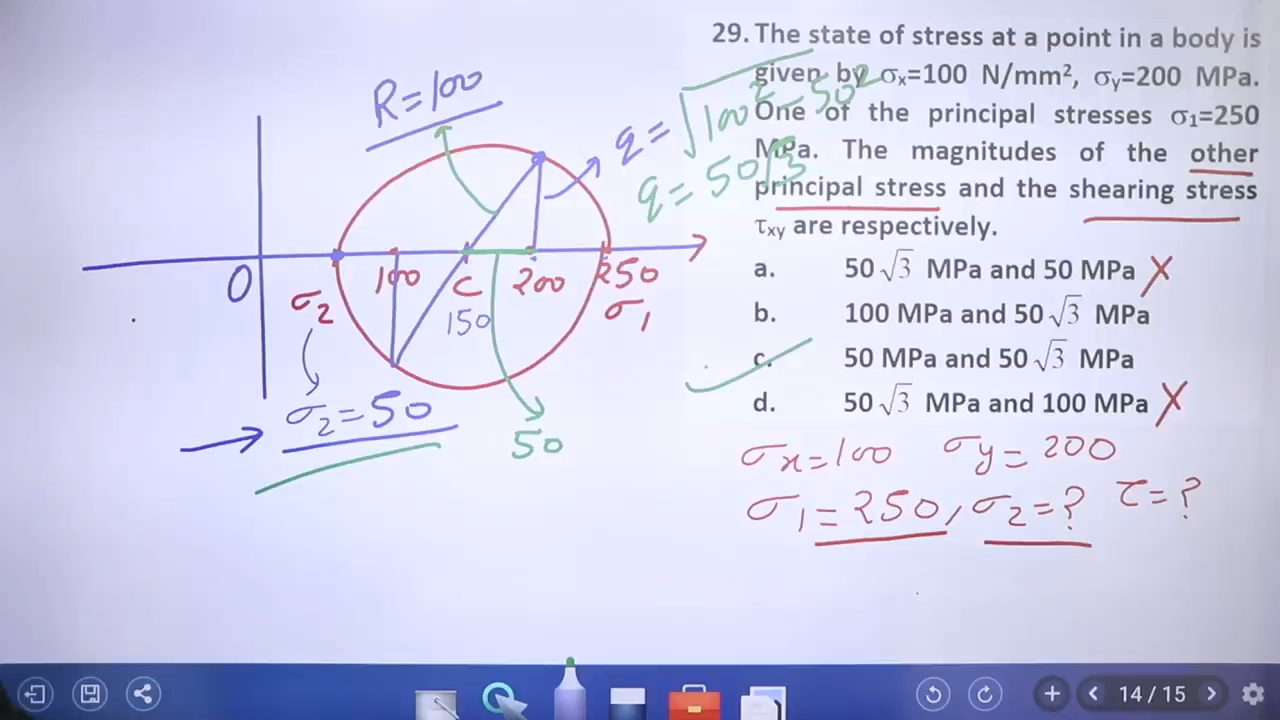 29. The state of stress at a point in a body is
given by σx=100 N/mm², σy=200 MPa.
One of the principal stresses σ1=250
MPa. The magnitudes of the other
principal stress and the shearing stress
τxy are respectively.
a. 50√3 MPa and 50 MPa
b. 100 MPa and 50√3 MPa
c. 50 MPa and 50√3 MPa
d. 50√3 MPa and 100 MPa
σx=100 σy=200
σ1=250, σ2=? τ=?
R=100
q=√100²-50²
q=50√3
0
σ2
100
C
150
200
250
σ1
σ2=50
50
14 / 15